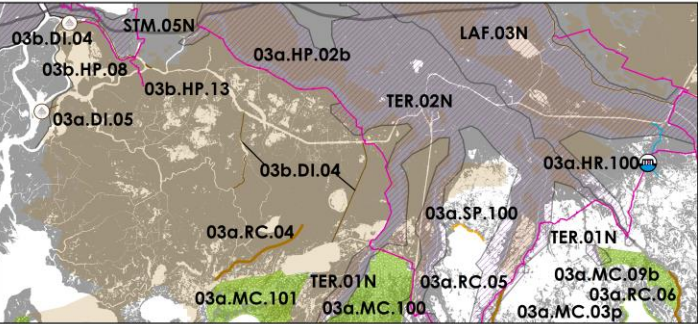 03b.DI.04
STM.05N
LAF.03N
03a.HP.02b
03b.HP.08
03b.HP.13
TER.02N
03a.DI.05
03a.HR.100
03b.DI.04
03a.SP.100
03a.RC.04
TER.01N
TER.01N
03a.RC.05
03a.MC.09b
03a.MC.101
03a.MC.100
03a.RC.06
03a.MC.03p